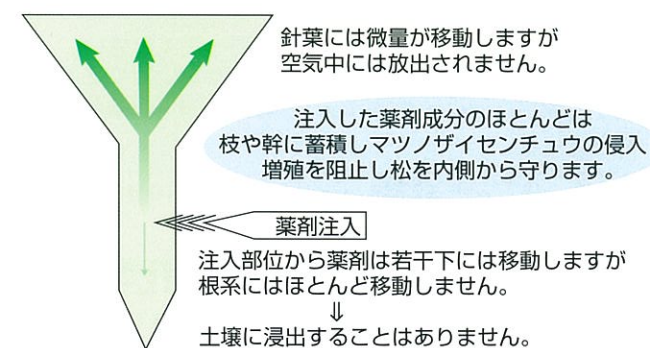 針葉には微量が移動しますが
空気中には放出されません。
注入した薬剤成分のほとんどは
枝や幹に蓄積しマツノザイセンチュウの侵入
増殖を阻止し松を内側から守ります。
薬剤注入
注入部位から薬剤は若干下には移動しますが
根系にはほとんど移動しません。
⇓
土壌に浸出することはありません。